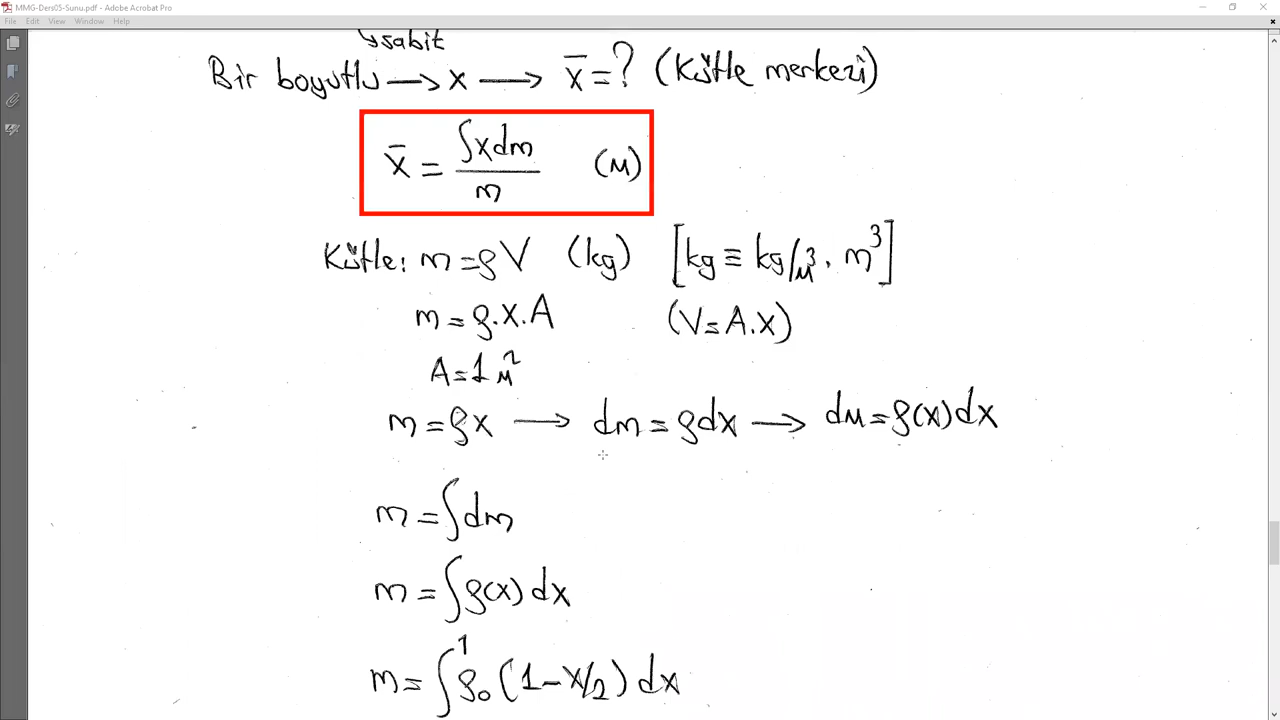 MMG-Ders05-Sunu.pdf - Adobe Acrobat Pro
File Edit View Window Help
↳sabit
Bir boyutlu → x → x̄ = ? (Kütle merkezi)
x̄ = ∫x dm / m (M)
Kütle: m = ρV (kg) [kg ≡ kg/M³ . m³]
m = ρ.x.A (V = A.x)
A = 1 M²
m = ρx → dm = ρdx → dM = ρ(x)dx
m = ∫dm
m = ∫ρ(x) dx
m = ∫¹ ρ₀ (1 - x/2) dx